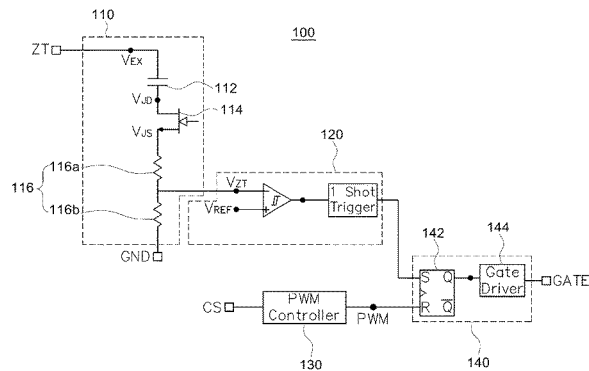 110
100
ZT
VEX
112
VJD
114
VJS
116a
116
116b
VZT
120
1 Shot
Trigger
VREF
GND
142
144
S Q
Gate
Driver
GATE
R Q
CS
PWM
Controller
PWM
130
140